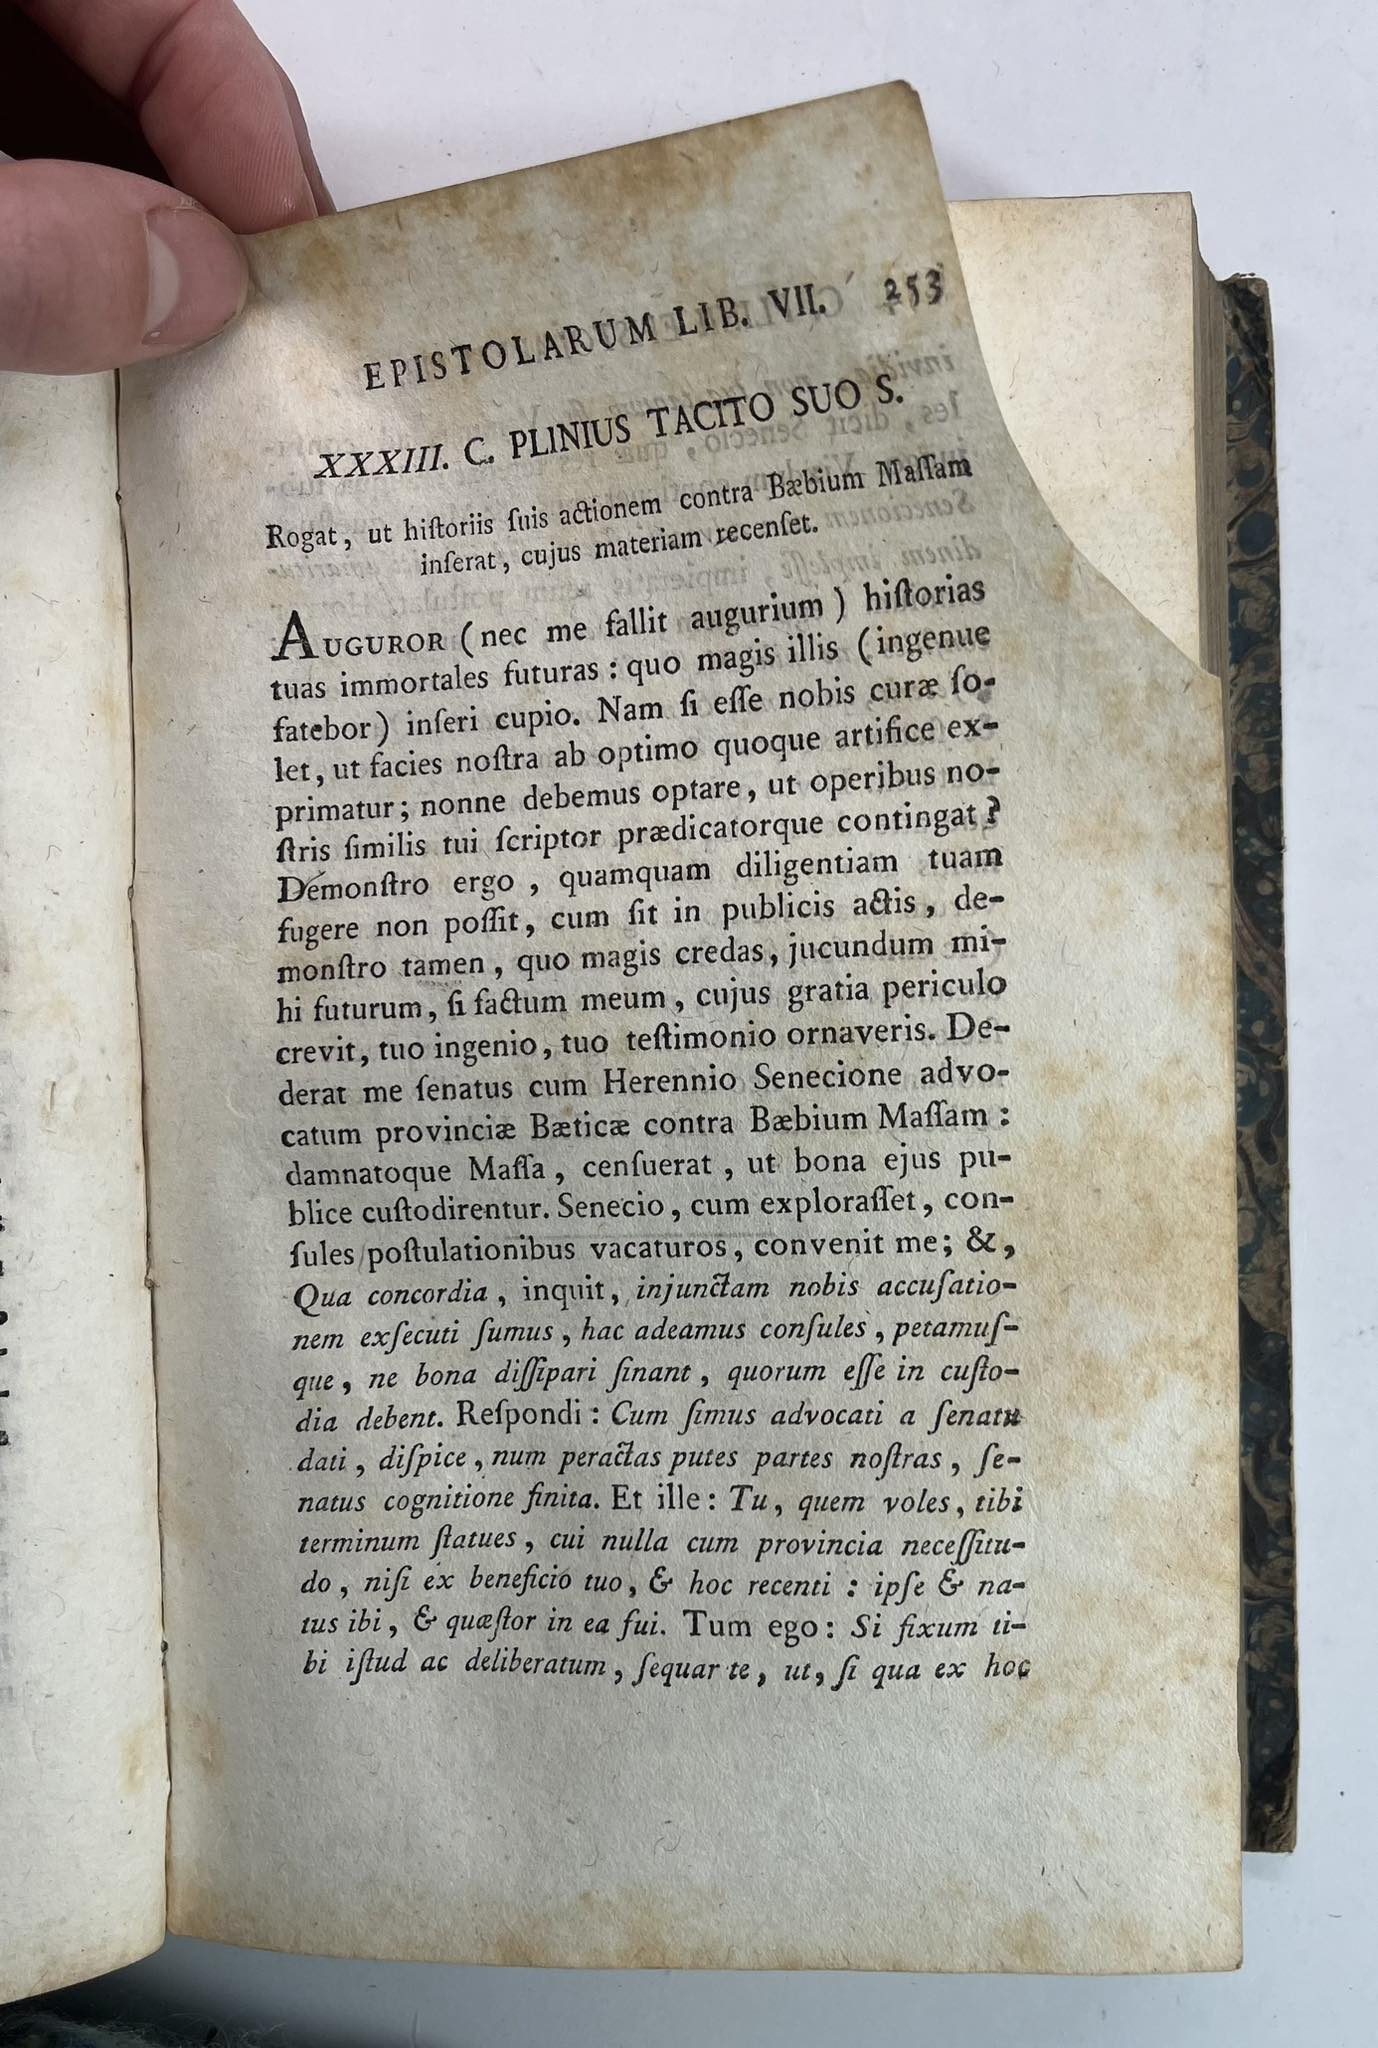 EPISTOLARUM LIB. VII. 253
XXXIII. C. PLINIUS TACITO SUO S.
Rogat, ut hiſtoriis ſuis actionem contra Bæbium Maſſam
inſerat, cujus materiam recenſet.
AUGUROR (nec me fallit augurium) hiſtorias
tuas immortales futuras: quo magis illis (ingenue
fatebor) inſeri cupio. Nam ſi eſſe nobis curæ ſo-
let, ut facies noſtra ab optimo quoque artifice ex-
primatur; nonne debemus optare, ut operibus no-
ſtris ſimilis tui ſcriptor prædicatorque contingat?
Demonſtro ergo, quamquam diligentiam tuam
fugere non poſſit, cum ſit in publicis actis, de-
monſtro tamen, quo magis credas, jucundum mi-
hi futurum, ſi factum meum, cujus gratia periculo
crevit, tuo ingenio, tuo teſtimonio ornaveris. De-
derat me ſenatus cum Herennio Senecione advo-
catum provinciæ Bæticæ contra Bæbium Maſſam:
damnatoque Maſſa, cenſuerat, ut bona ejus pu-
blice cuſtodirentur. Senecio, cum exploraſſet, con-
ſules poſtulationibus vacaturos, convenit me; &,
Qua concordia, inquit, injunctam nobis accuſatio-
nem exſecuti ſumus, hac adeamus conſules, petamuſ-
que, ne bona diſſipari ſinant, quorum eſſe in cuſto-
dia debent. Reſpondi: Cum ſimus advocati a ſenatu
dati, diſpice, num peractas putes partes noſtras, ſe-
natus cognitione finita. Et ille: Tu, quem voles, tibi
terminum ſtatues, cui nulla cum provincia neceſſitu-
do, niſi ex beneficio tuo, & hoc recenti: ipſe & na-
tus ibi, & quæſtor in ea fui. Tum ego: Si fixum ti-
bi iſtud ac deliberatum, ſequar te, ut, ſi qua ex hoc